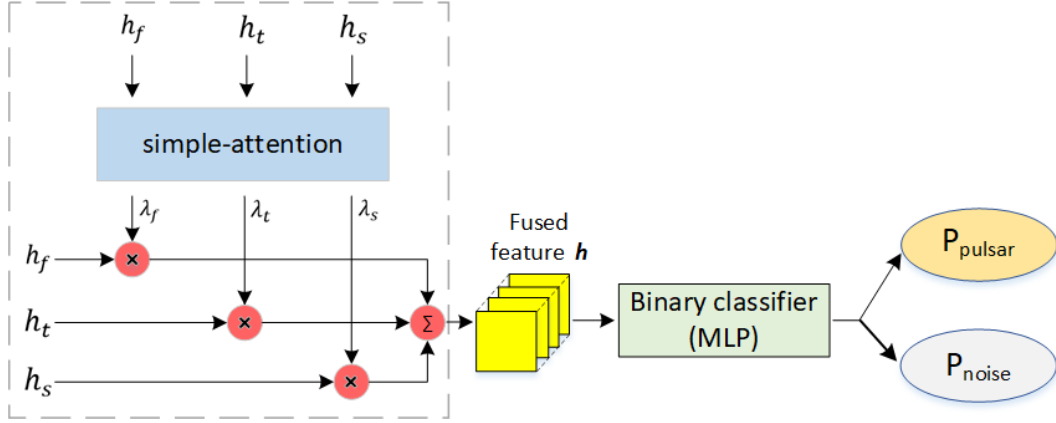 h_f h_t h_s
simple-attention
λ_f λ_t λ_s
h_f ×
h_t × Σ
h_s ×
Fused
feature h
Binary classifier
(MLP)
P_pulsar
P_noise